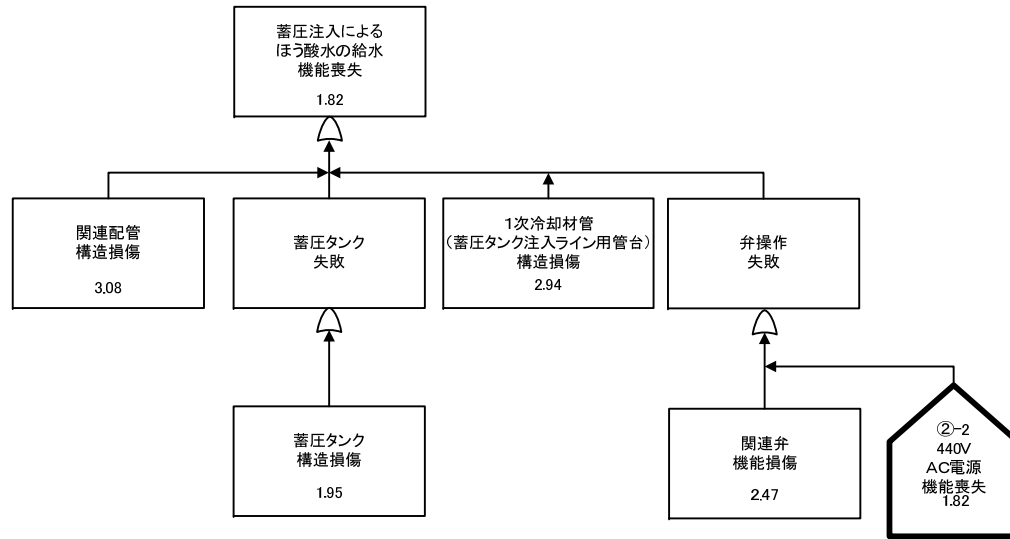 蓄圧注入による
ほう酸水の給水
機能喪失
1.82
関連配管
構造損傷
3.08
蓄圧タンク
失敗
1次冷却材管
(蓄圧タンク注入ライン用管台)
構造損傷
2.94
弁操作
失敗
蓄圧タンク
構造損傷
1.95
関連弁
機能損傷
2.47
②-2
440V
AC電源
機能喪失
1.82